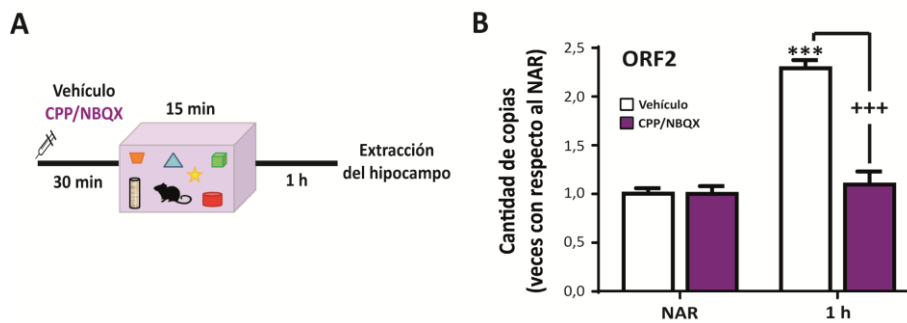 A
Vehículo
CPP/NBQX
15 min
30 min
1 h
Extracción
del hipocampo
B
Cantidad de copias
(veces con respecto al NAR)
2,5
2,0
1,5
1,0
0,5
0,0
ORF2
Vehículo
CPP/NBQX
***
+++
NAR
1 h